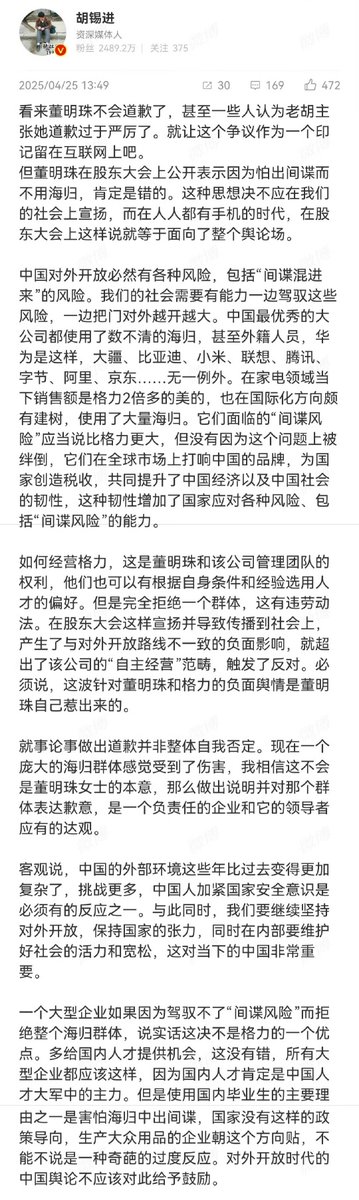 胡锡进
资深媒体人
粉丝 2489.2万 | 关注 375
2025/04/25 13:49
30
169
472
看来董明珠不会道歉了，甚至一些人认为老胡主
张她道歉过于严厉了。就让这个争议作为一个印
记留在互联网上吧。
但董明珠在股东大会上公开表示因为怕出间谍而
不用海归，肯定是错的。这种思想决不应在我们
的社会上宣扬，而在人人都有手机的时代，在股
东大会上这样说就等于面向了整个舆论场。
中国对外开放必然有各种风险，包括“间谍混进
来”的风险。我们的社会需要有能力一边驾驭这些
风险，一边把门对外越开越大。中国最优秀的大
公司都使用了数不清的海归，甚至外籍人员，华
为是这样，大疆、比亚迪、小米、联想、腾讯、
字节、阿里、京东……无一例外。在家电领域当
下销售额是格力2倍多的美的，也在国际化方向颇
有建树，使用了大量海归。它们面临的“间谍风
险”应当说比格力更大，但没有因为这个问题上被
绊倒，它们在全球市场上打响中国的品牌，为国
家创造税收，共同提升了中国经济以及中国社会
的韧性，这种韧性增加了国家应对各种风险、包
括“间谍风险”的能力。
如何经营格力，这是董明珠和该公司管理团队的
权利，他们也可以有根据自身条件和经验选用人
才的偏好。但是完全拒绝一个群体，这有违劳动
法。在股东大会这样宣扬并导致传播到社会上，
产生了与对外开放路线不一致的负面影响，就超
出了该公司的“自主经营”范畴，触发了反对。必
须说，这波针对董明珠和格力的负面舆情是董明
珠自己惹出来的。
就事论事做出道歉并非整体自我否定。现在一个
庞大的海归群体感觉受到了伤害，我相信这不会
是董明珠女士的本意，那么做出说明并对那个群
体表达歉意，是一个负责任的企业和它的领导者
应有的达观。
客观说，中国的外部环境这些年比过去变得更加
复杂了，挑战更多，中国人加紧国家安全意识是
必须有的反应之一。与此同时，我们要继续坚持
对外开放，保持国家的张力，同时在内部要维护
好社会的活力和宽松，这对当下的中国非常重
要。
一个大型企业如果因为驾驭不了“间谍风险”而拒
绝整个海归群体，说实话这决不是格力的一个优
点。多给国内人才提供机会，这没有错，所有大
型企业都应该这样，因为国内人才肯定是中国人
才大军中的主力。但是使用国内毕业生的主要理
由之一是害怕海归中出间谍，国家没有这样的政
策导向，生产大众用品的企业朝这个方向贴，不
能不说是一种奇葩的过度反应。对外开放时代的
中国舆论不应该对此给予鼓励。